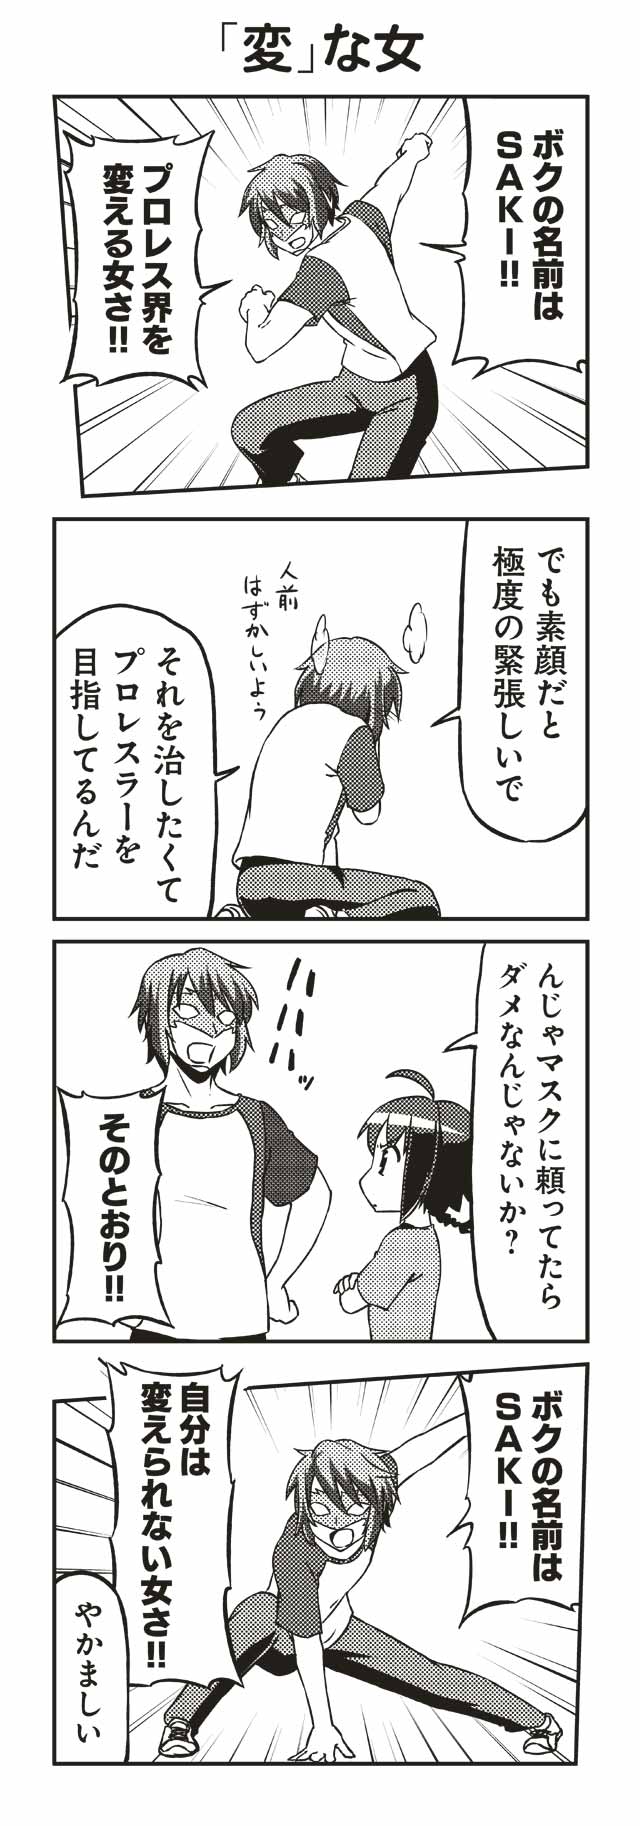 「変」な女
ボクの名前は
SAKI!!
プロレス界を
変える女さ!!
でも素顔だと
極度の緊張しいで
人前
はずかしいよぅ
それを治したくて
プロレスラーを
目指してるんだ
んじゃマスクに頼ってたら
ダメなんじゃないか？
ハハハハッ
そのとおり!!
ボクの名前は
SAKI!!
自分は
変えられない女さ!!
やかましい